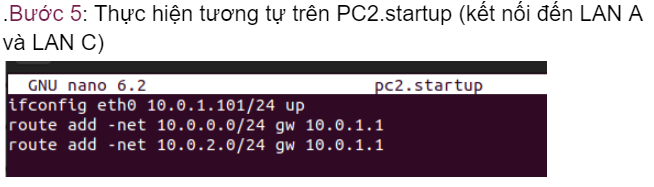 .Bước 5: Thực hiện tương tự trên PC2.startup (kết nối đến LAN A
và LAN C)
GNU nano 6.2 pc2.startup
ifconfig eth0 10.0.1.101/24 up
route add -net 10.0.0.0/24 gw 10.0.1.1
route add -net 10.0.2.0/24 gw 10.0.1.1